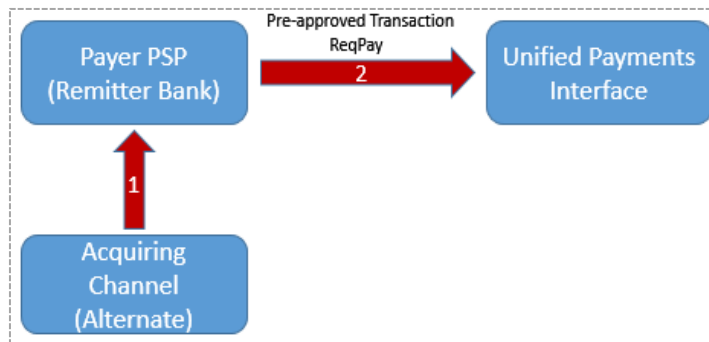 Payer PSP
(Remitter Bank)
Pre-approved Transaction
ReqPay
2
Unified Payments
Interface
1
Acquiring
Channel
(Alternate)